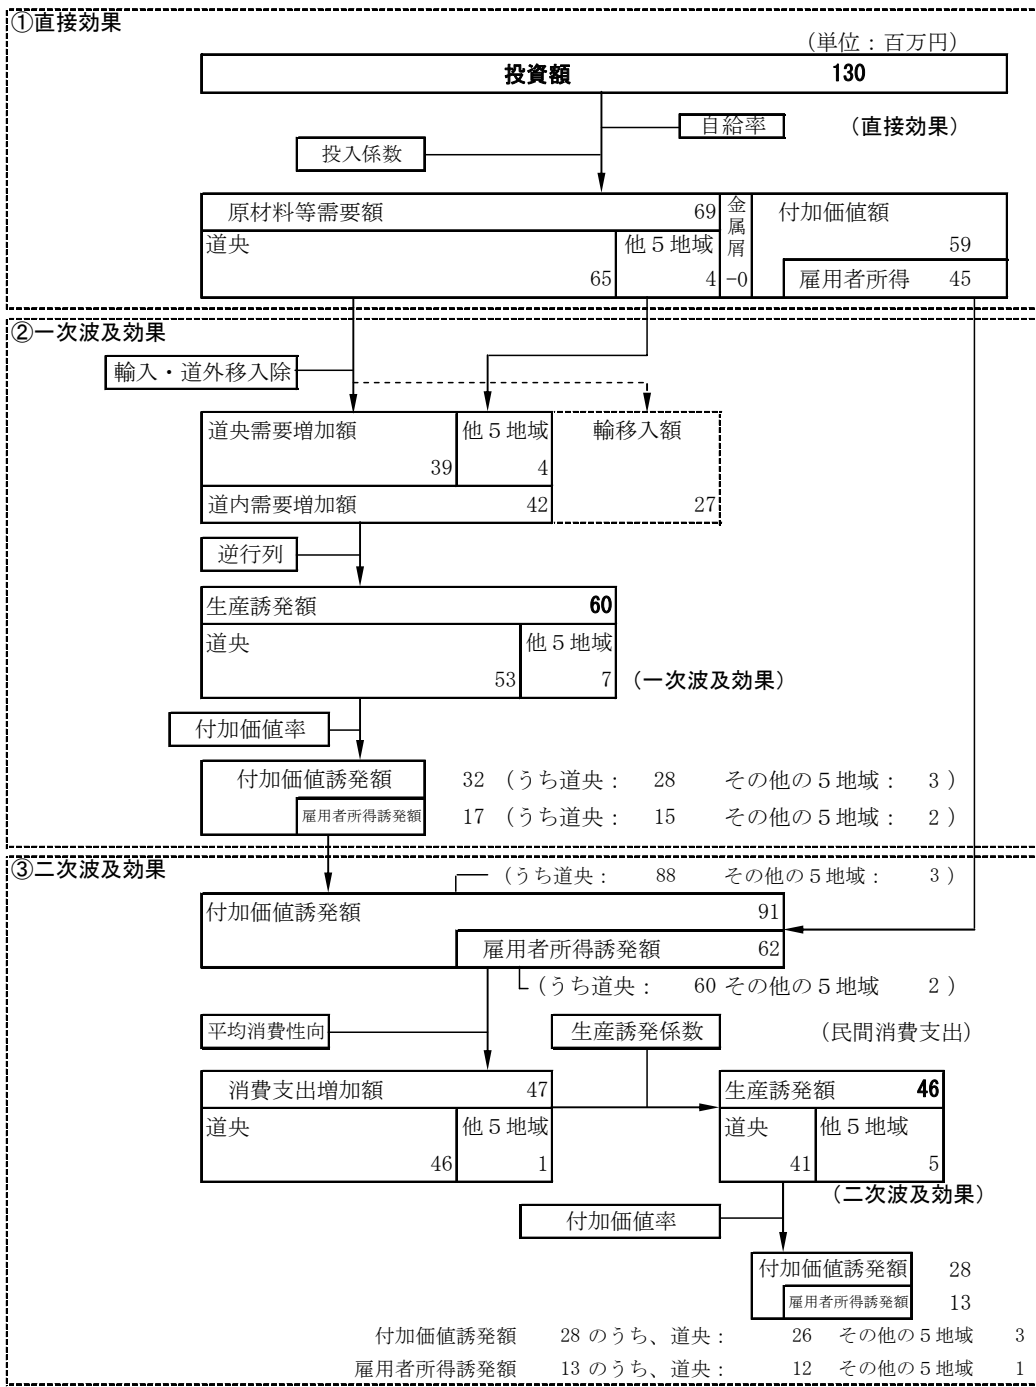 ①直接効果
（単位：百万円）
投資額 130
自給率 （直接効果）
投入係数
原材料等需要額 69 金属屑 付加価値額
道央 他５地域 59
65 4 -0 雇用者所得 45
②一次波及効果
輸入・道外移入除
道央需要増加額 他５地域 輸移入額
39 4
道内需要増加額 42 27
逆行列
生産誘発額 60
道央 他５地域
53 7 （一次波及効果）
付加価値率
付加価値誘発額 32 （うち道央： 28 その他の５地域： 3 ）
雇用者所得誘発額 17 （うち道央： 15 その他の５地域： 2 ）
③二次波及効果
（うち道央： 88 その他の５地域： 3 ）
付加価値誘発額 91
雇用者所得誘発額 62
（うち道央： 60 その他の５地域 2 ）
平均消費性向 生産誘発係数 （民間消費支出）
消費支出増加額 47 生産誘発額 46
道央 他５地域 道央 他５地域
46 1 41 5
（二次波及効果）
付加価値率
付加価値誘発額 28
雇用者所得誘発額 13
付加価値誘発額 28 のうち、道央： 26 その他の５地域 3
雇用者所得誘発額 13 のうち、道央： 12 その他の５地域 1